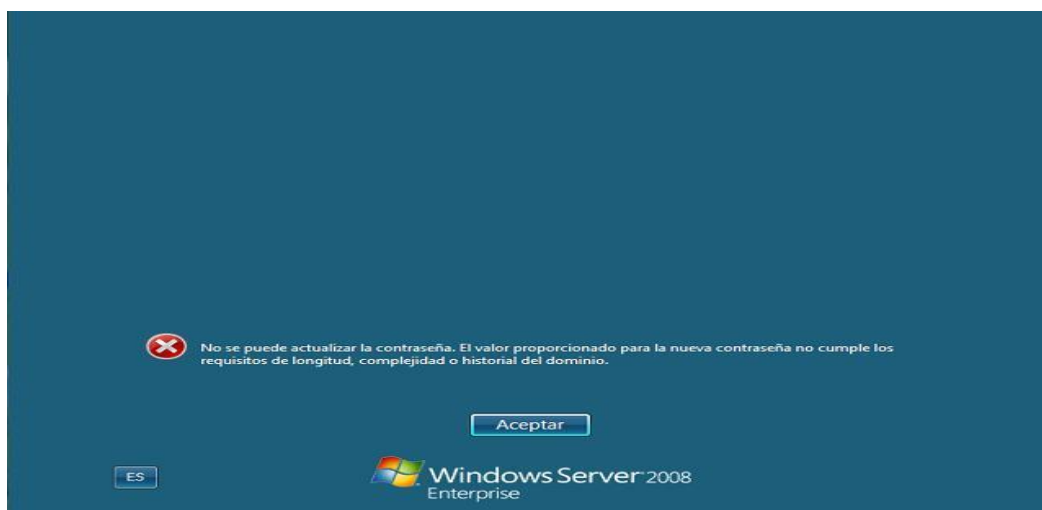 No se puede actualizar la contraseña. El valor proporcionado para la nueva contraseña no cumple los
requisitos de longitud, complejidad o historial del dominio.
Aceptar
ES
Windows Server 2008
Enterprise